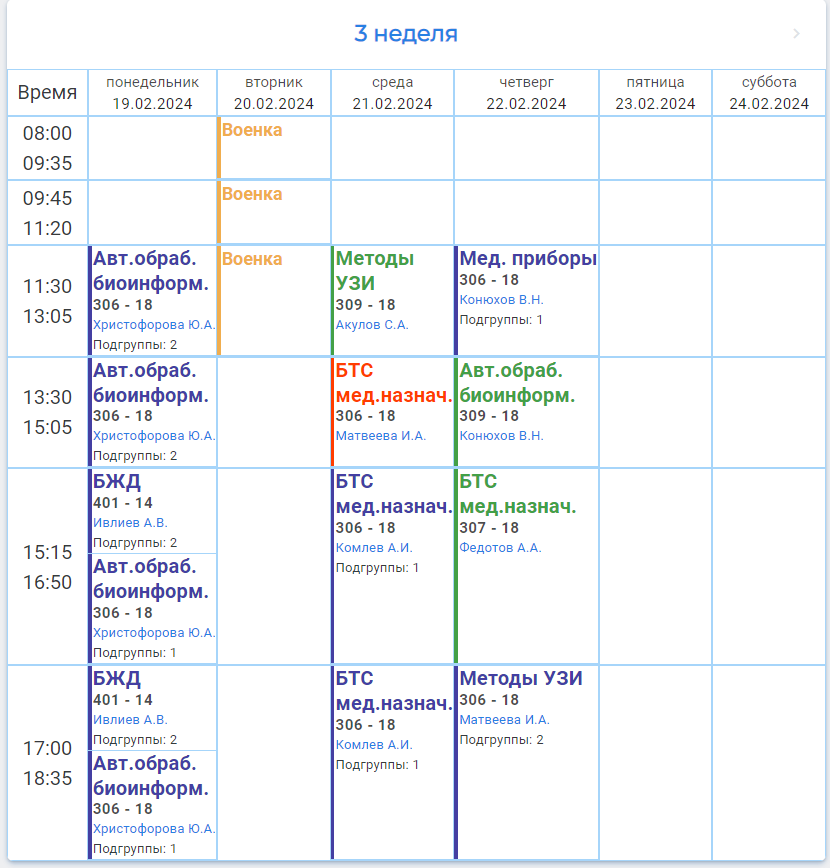 3 неделя
Время
понедельник
19.02.2024
вторник
20.02.2024
среда
21.02.2024
четверг
22.02.2024
пятница
23.02.2024
суббота
24.02.2024
08:00
09:35
Военка
09:45
11:20
Военка
11:30
13:05
Авт.обраб.
биоинформ.
306 - 18
Христофорова Ю.А.
Подгруппы: 2
Военка
Методы
УЗИ
309 - 18
Акулов С.А.
Мед. приборы
306 - 18
Конюхов В.Н.
Подгруппы: 1
13:30
15:05
Авт.обраб.
биоинформ.
306 - 18
Христофорова Ю.А.
Подгруппы: 2
БТС
мед.назнач.
306 - 18
Матвеева И.А.
Авт.обраб.
биоинформ.
309 - 18
Конюхов В.Н.
15:15
16:50
БЖД
401 - 14
Ивлиев А.В.
Подгруппы: 2
Авт.обраб.
биоинформ.
306 - 18
Христофорова Ю.А.
Подгруппы: 1
БТС
мед.назнач.
306 - 18
Комлев А.И.
Подгруппы: 1
БТС
мед.назнач.
307 - 18
Федотов А.А.
17:00
18:35
БЖД
401 - 14
Ивлиев А.В.
Подгруппы: 2
Авт.обраб.
биоинформ.
306 - 18
Христофорова Ю.А.
Подгруппы: 1
БТС
мед.назнач.
306 - 18
Комлев А.И.
Подгруппы: 1
Методы УЗИ
306 - 18
Матвеева И.А.
Подгруппы: 2